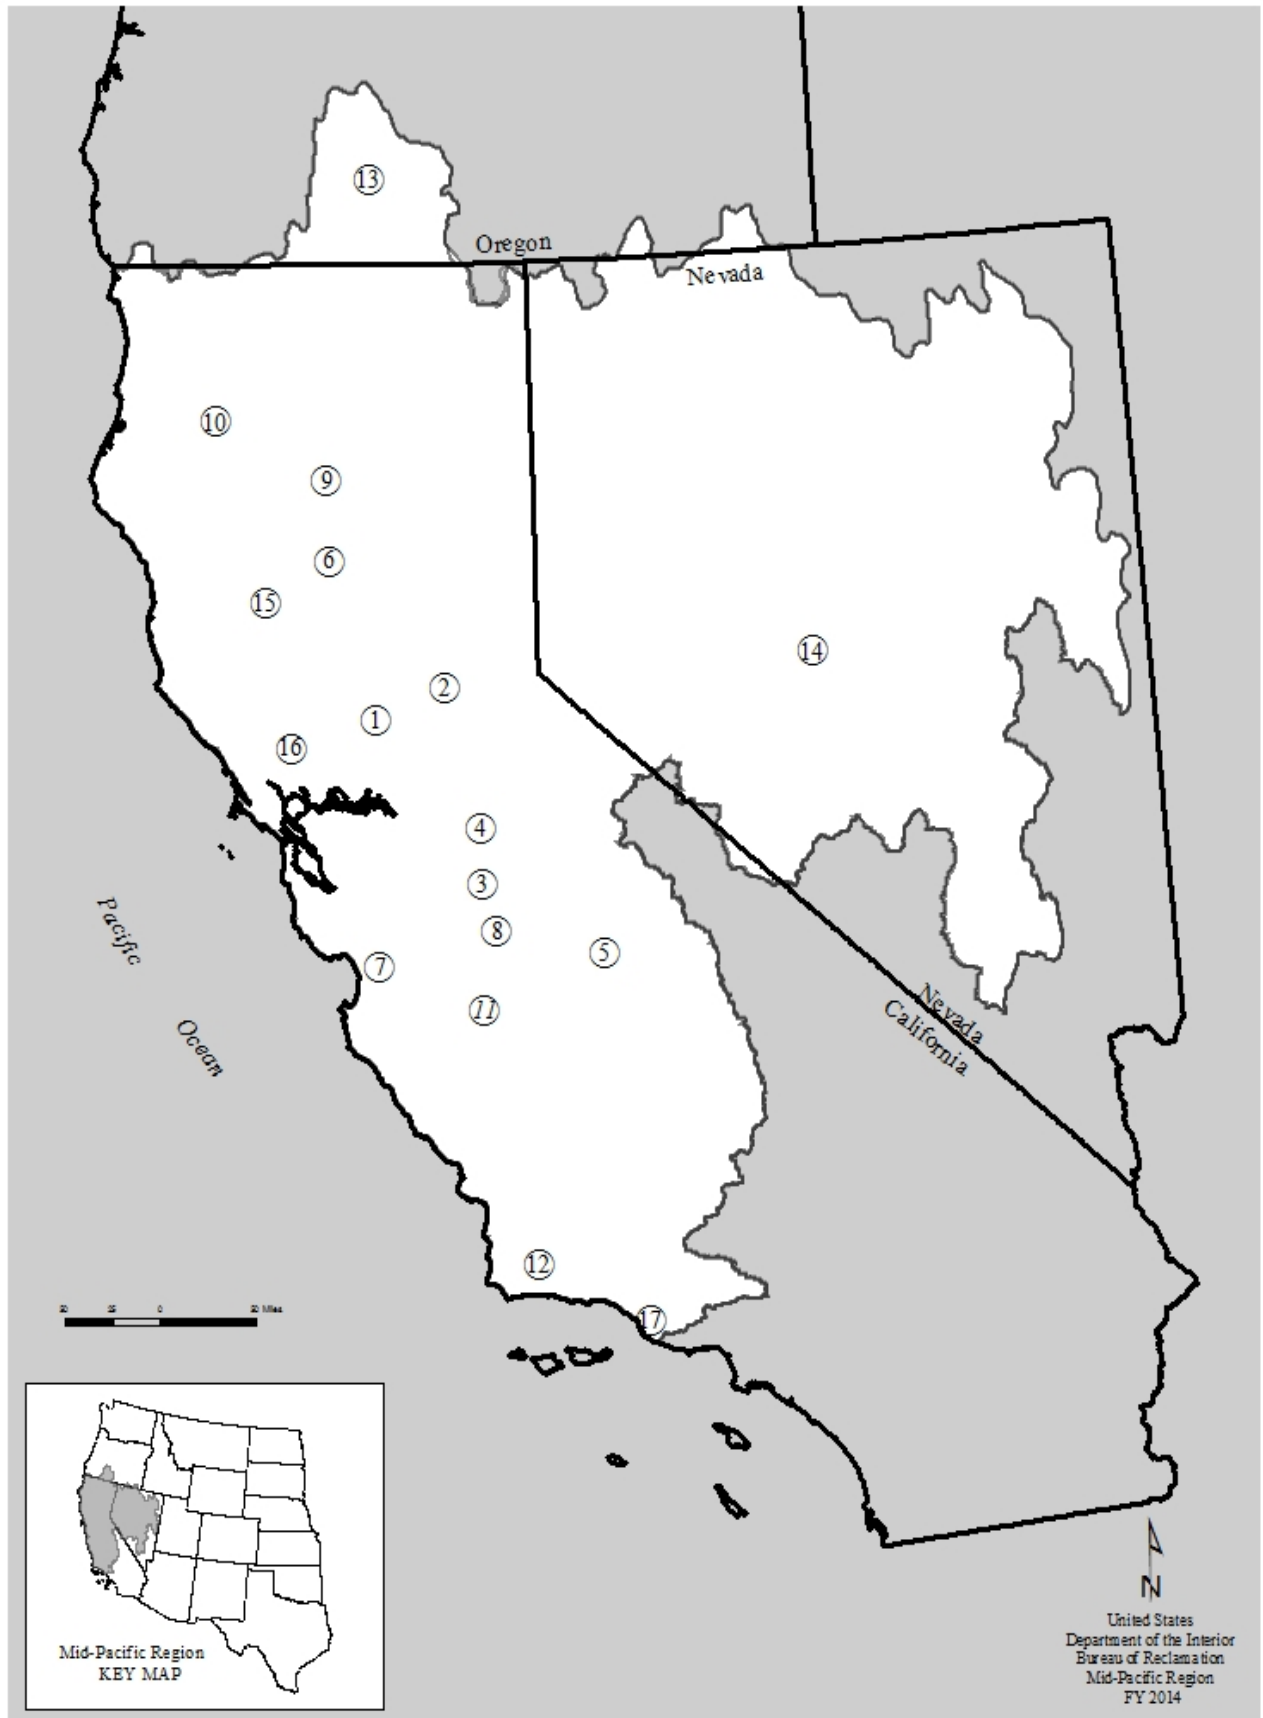 13
Oregon
Nevada
10
9
6
15
14
2
1
16
4
3
8
5
7
11
Pacific
Ocean
Nevada
California
12
17
0
Mid-Pacific Region
KEY MAP
N
United States
Department of the Interior
Bureau of Reclamation
Mid-Pacific Region
FY 2014